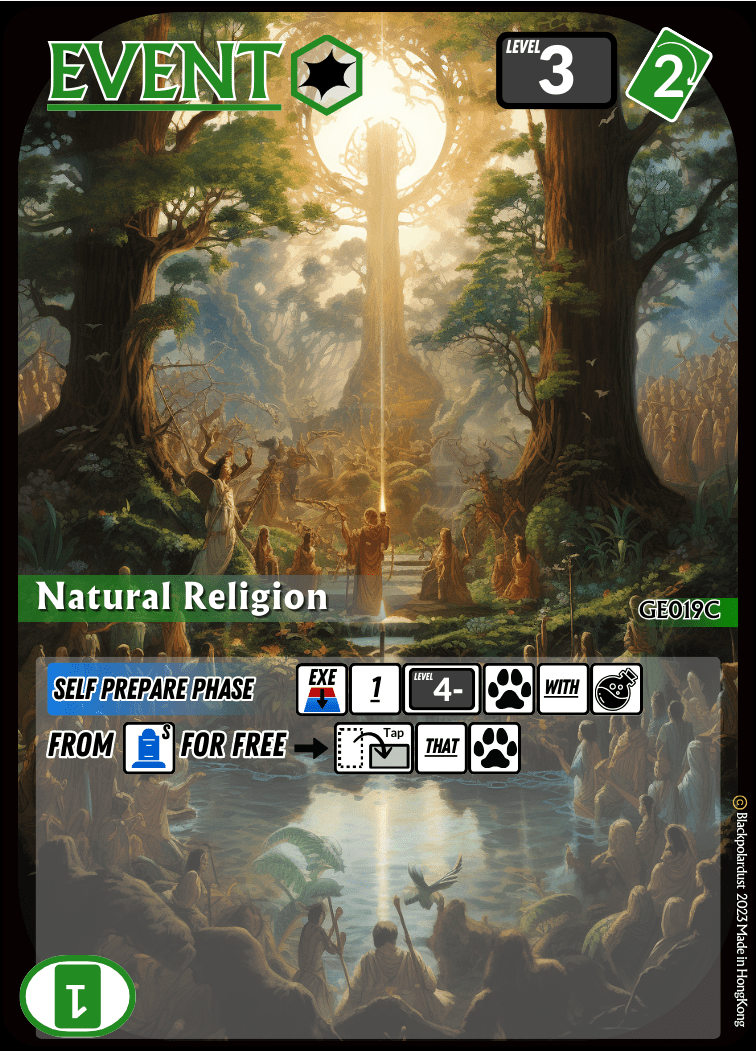 EVENT
LEVEL 3
2
Natural Religion
GE019C
SELF PREPARE PHASE EXE 1 LEVEL 4- WITH
FROM S FOR FREE Tap THAT
© Blackpolardust 2023 Made in HongKong
1